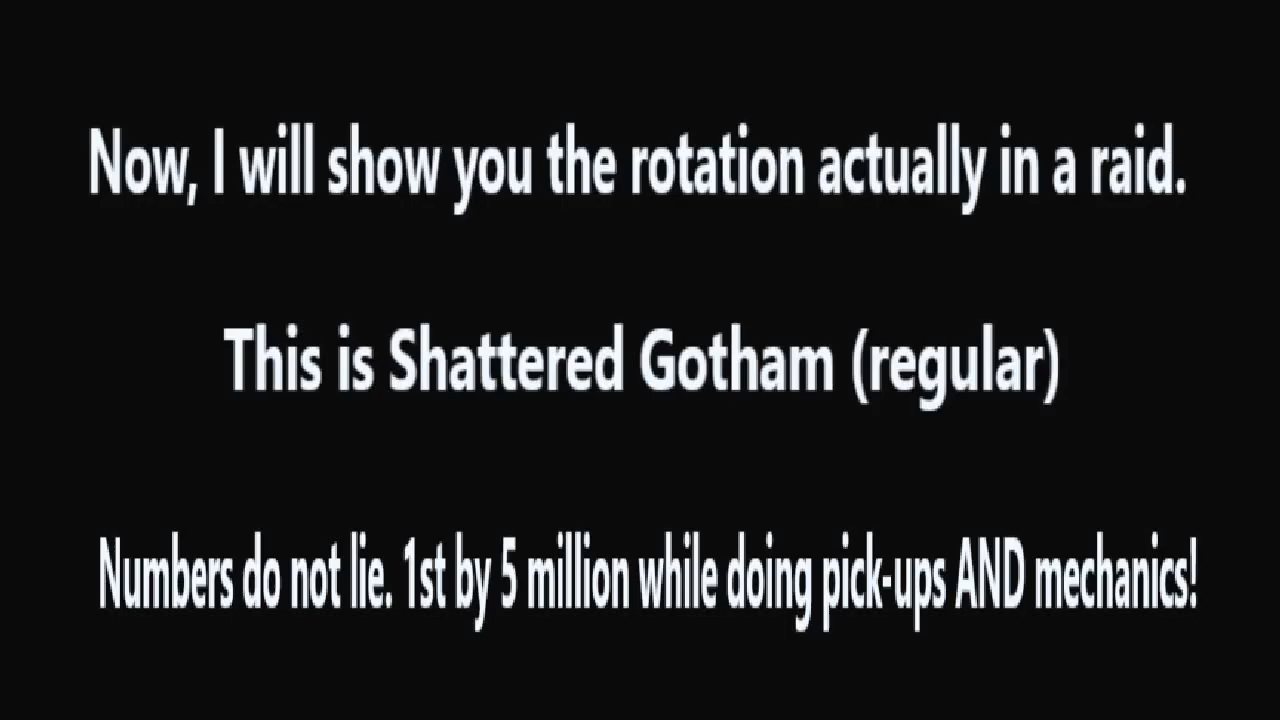 Now, I will show you the rotation actually in a raid.
This is Shattered Gotham (regular)
Numbers do not lie. 1st by 5 million while doing pick-ups AND mechanics!